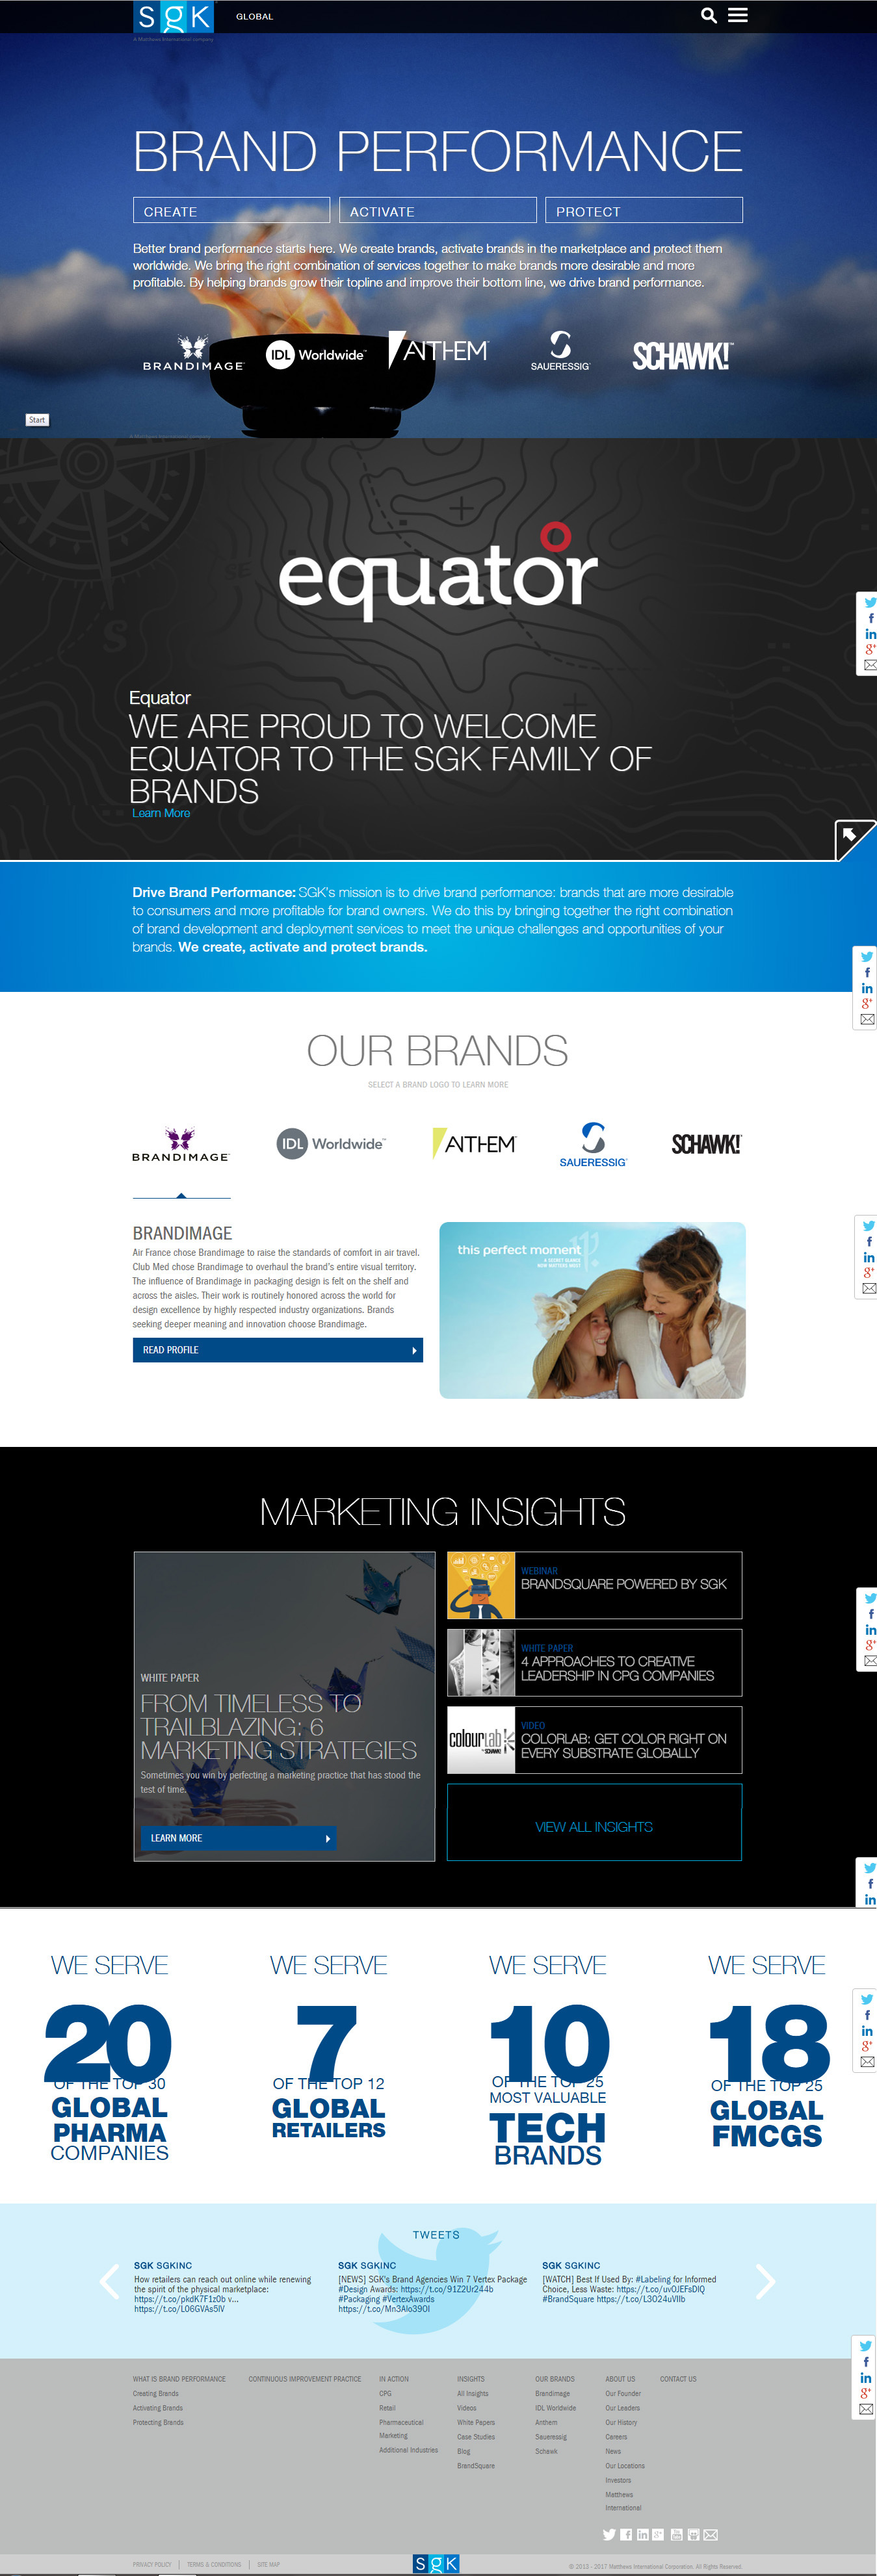 SgK
GLOBAL
A Matthews International company
BRAND PERFORMANCE
CREATE
ACTIVATE
PROTECT
Better brand performance starts here. We create brands, activate brands in the marketplace and protect them
worldwide. We bring the right combination of services together to make brands more desirable and more
profitable. By helping brands grow their topline and improve their bottom line, we drive brand performance.
BRANDIMAGE
IDL Worldwide™
ANTHEM
SAUERESSIG
SCHAWK!™
Start
A Matthews International company
SE
S
equator
Equator
WE ARE PROUD TO WELCOME
EQUATOR TO THE SGK FAMILY OF
BRANDS
Learn More
Drive Brand Performance: SGK's mission is to drive brand performance: brands that are more desirable
to consumers and more profitable for brand owners. We do this by bringing together the right combination
of brand development and deployment services to meet the unique challenges and opportunities of your
brands. We create, activate and protect brands.
OUR BRANDS
SELECT A BRAND LOGO TO LEARN MORE
BRANDIMAGE
IDL Worldwide™
ANTHEM
SAUERESSIG
SCHAWK!
BRANDIMAGE
Air France chose Brandimage to raise the standards of comfort in air travel.
Club Med chose Brandimage to overhaul the brand's entire visual territory.
The influence of Brandimage in packaging design is felt on the shelf and
across the aisles. Their work is routinely honored across the world for
design excellence by highly respected industry organizations. Brands
seeking deeper meaning and innovation choose Brandimage.
READ PROFILE
this perfect moment
A SECRET GLANCE
NOW MATTERS MOST
MARKETING INSIGHTS
WHITE PAPER
FROM TIMELESS TO
TRAILBLAZING: 6
MARKETING STRATEGIES
Sometimes you win by perfecting a marketing practice that has stood the
test of time.
LEARN MORE
WEBINAR
BRANDSQUARE POWERED BY SGK
WHITE PAPER
4 APPROACHES TO CREATIVE
LEADERSHIP IN CPG COMPANIES
colourlab
by SCHAWK!
VIDEO
COLORLAB: GET COLOR RIGHT ON
EVERY SUBSTRATE GLOBALLY
VIEW ALL INSIGHTS
WE SERVE
20
OF THE TOP 30
GLOBAL
PHARMA
COMPANIES
WE SERVE
7
OF THE TOP 12
GLOBAL
RETAILERS
WE SERVE
10
OF THE TOP 25
MOST VALUABLE
TECH
BRANDS
WE SERVE
18
OF THE TOP 25
GLOBAL
FMCGS
TWEETS
SGK SGKINC
How retailers can reach out online while renewing
the spirit of the physical marketplace:
https://t.co/pkdK7F1z0b v...
https://t.co/L06GVAs5IV
SGK SGKINC
[NEWS] SGK's Brand Agencies Win 7 Vertex Package
#Design Awards: https://t.co/91Z2Ur244b
#Packaging #VertexAwards
https://t.co/Mn3Alo390I
SGK SGKINC
[WATCH] Best If Used By: #Labeling for Informed
Choice, Less Waste: https://t.co/uv0JEFsDIQ
#BrandSquare https://t.co/L3O24uVIIb
WHAT IS BRAND PERFORMANCE
Creating Brands
Activating Brands
Protecting Brands
CONTINUOUS IMPROVEMENT PRACTICE
IN ACTION
CPG
Retail
Pharmaceutical
Marketing
Additional Industries
INSIGHTS
All Insights
Videos
White Papers
Case Studies
Blog
BrandSquare
OUR BRANDS
Brandimage
IDL Worldwide
Anthem
Saueressig
Schawk
ABOUT US
Our Founder
Our Leaders
Our History
Careers
News
Our Locations
Investors
Matthews
International
CONTACT US
PRIVACY POLICY
TERMS & CONDITIONS
SITE MAP
SgK
© 2013 - 2017 Matthews International Corporation, All Rights Reserved.